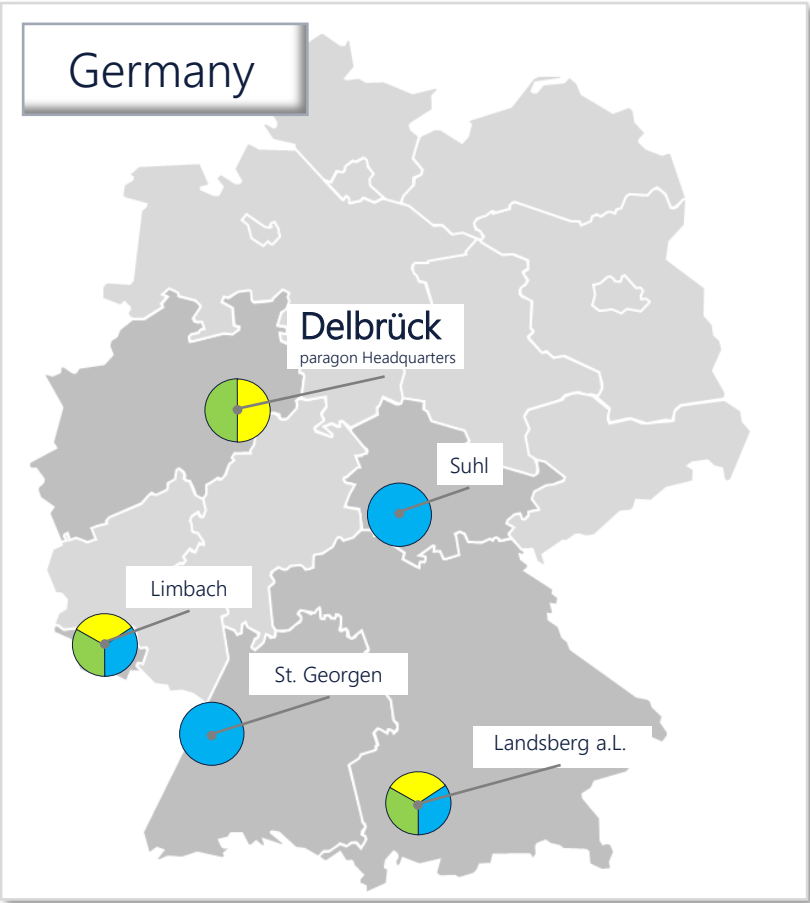 Germany
Delbrück
paragon Headquarters
Suhl
Limbach
St. Georgen
Landsberg a.L.